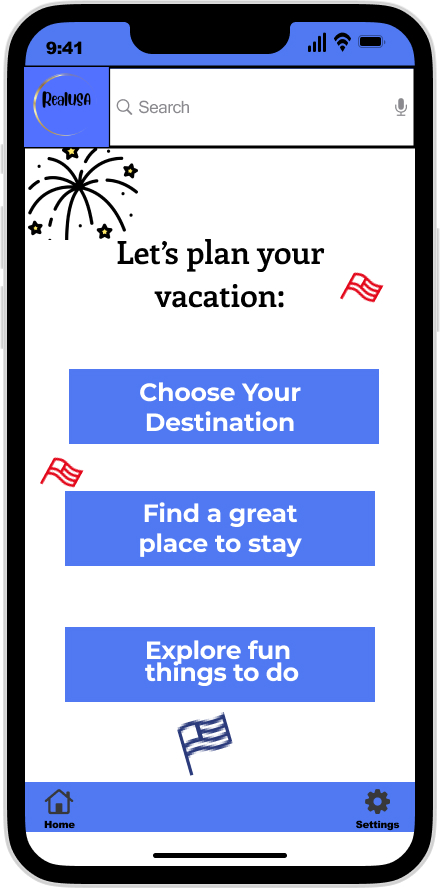 9:41
RealUSA
Search
Let's plan your
vacation:
Choose Your
Destination
Find a great
place to stay
Explore fun
things to do
Home
Settings